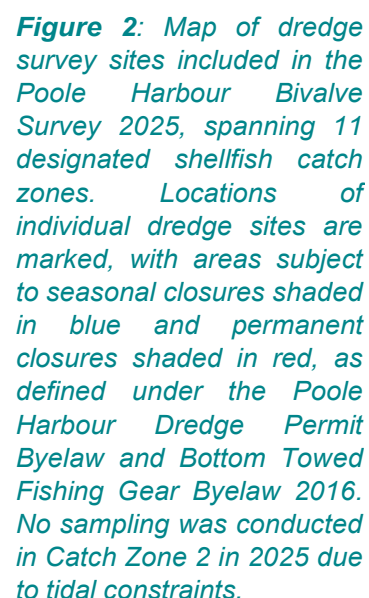 Figure 2: Map of dredge
survey sites included in the
Poole Harbour Bivalve
Survey 2025, spanning 11
designated shellfish catch
zones. Locations of
individual dredge sites are
marked, with areas subject
to seasonal closures shaded
in blue and permanent
closures shaded in red, as
defined under the Poole
Harbour Dredge Permit
Byelaw and Bottom Towed
Fishing Gear Byelaw 2016.
No sampling was conducted
in Catch Zone 2 in 2025 due
to tidal constraints.